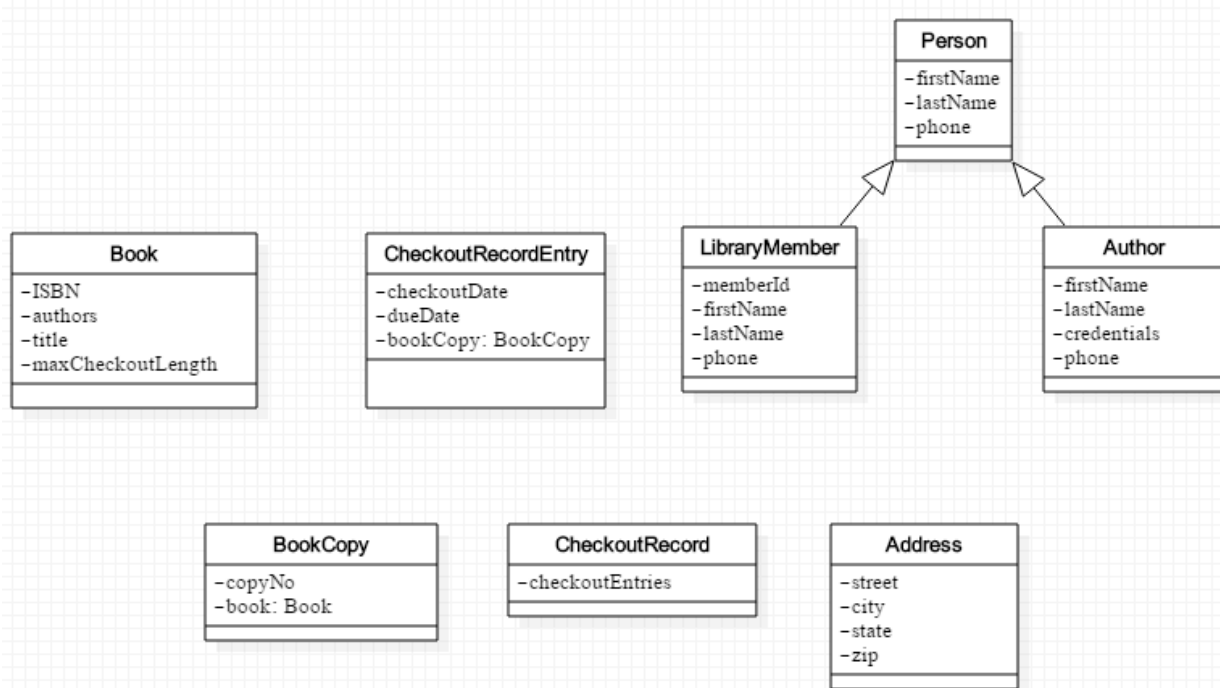 Person
-firstName
-lastName
-phone
Book
-ISBN
-authors
-title
-maxCheckoutLength
CheckoutRecordEntry
-checkoutDate
-dueDate
-bookCopy: BookCopy
LibraryMember
-memberId
-firstName
-lastName
-phone
Author
-firstName
-lastName
-credentials
-phone
BookCopy
-copyNo
-book: Book
CheckoutRecord
-checkoutEntries
Address
-street
-city
-state
-zip